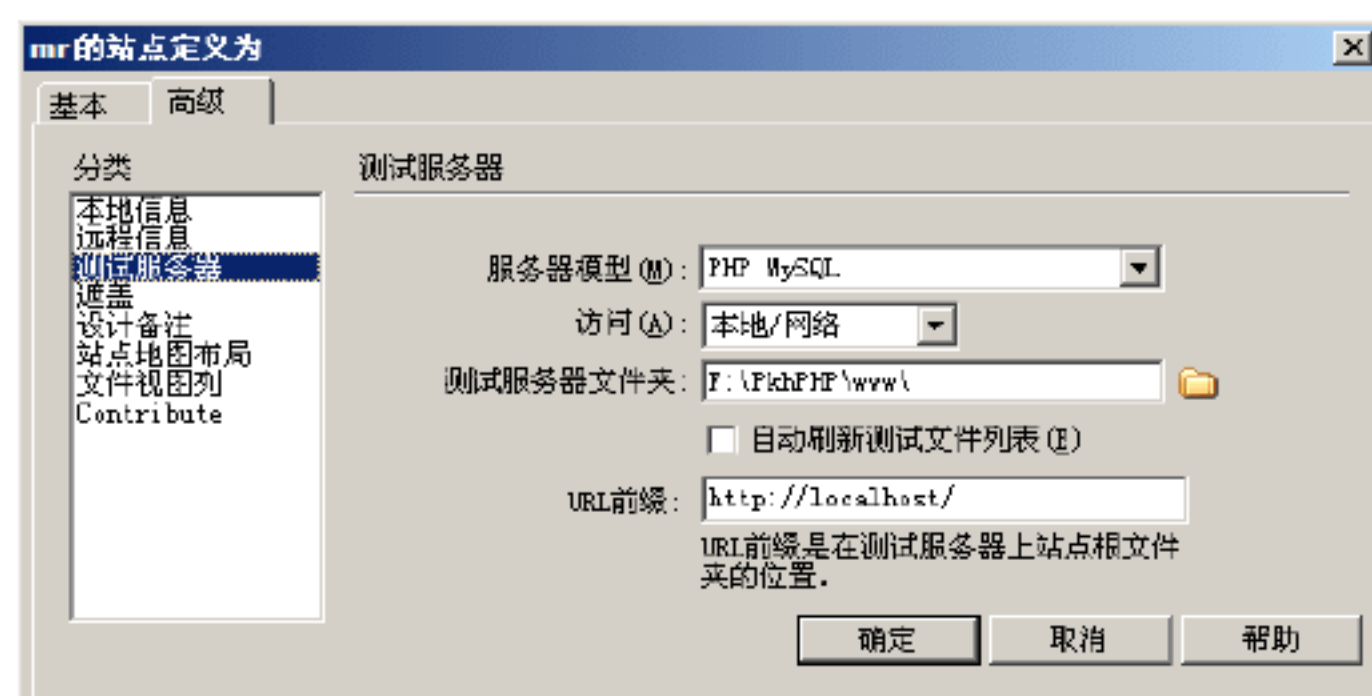 mr的站点定义为
基本 高级
分类
本地信息
远程信息
测试服务器
遮盖
设计备注
站点地图布局
文件视图列
Contribute
测试服务器
服务器模型(M): PHP MySQL
访问(A): 本地/网络
测试服务器文件夹: F:\PkhPHP\www\
自动刷新测试文件列表(R)
URL前缀: http://localhost/
URL前缀是在测试服务器上站点根文件
夹的位置.
确定 取消 帮助